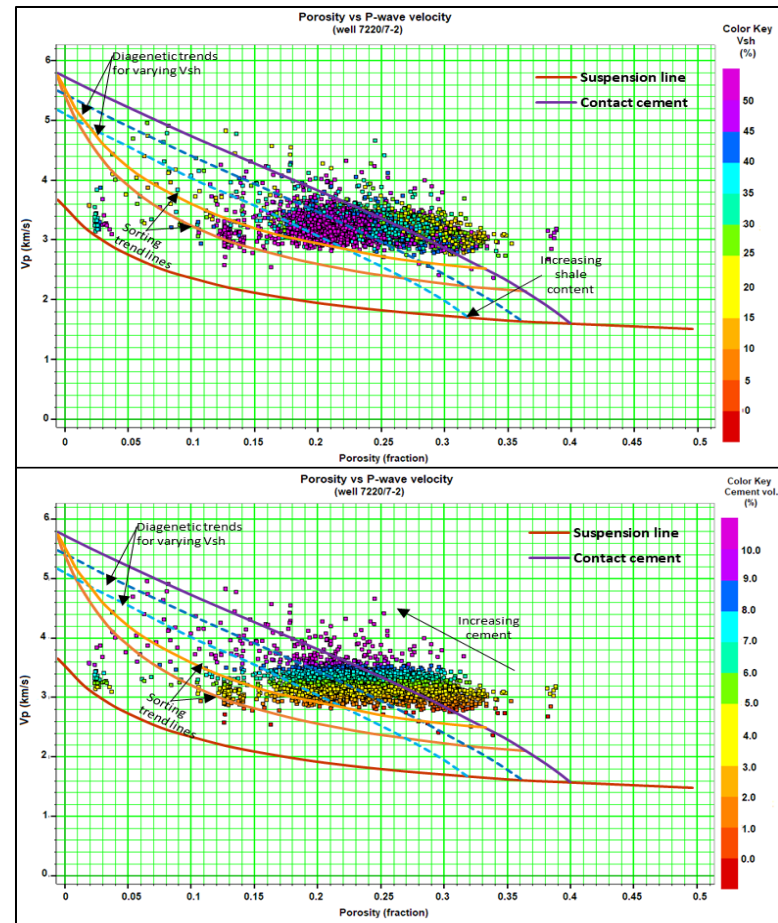 Porosity vs P-wave velocity
(well 7220/7-2)
Color Key
Vsh
(%)
Diagenetic trends
for varying Vsh
Suspension line
Contact cement
Sorting
trend lines
Increasing
shale
content
Vp (km/s)
6
5
4
3
2
1
0
50
45
40
35
30
25
20
15
10
5
0
0 0.05 0.1 0.15 0.2 0.25 0.3 0.35 0.4 0.45 0.5
Porosity (fraction)
Porosity vs P-wave velocity
(well 7220/7-2)
Color Key
Cement vol.
(%)
Diagenetic trends
for varying Vsh
Suspension line
Contact cement
Increasing
cement
Sorting
trend lines
Vp (km/s)
6
5
4
3
2
1
0
10.0
9.0
8.0
7.0
6.0
5.0
4.0
3.0
2.0
1.0
0.0
0 0.05 0.1 0.15 0.2 0.25 0.3 0.35 0.4 0.45 0.5
Porosity (fraction)